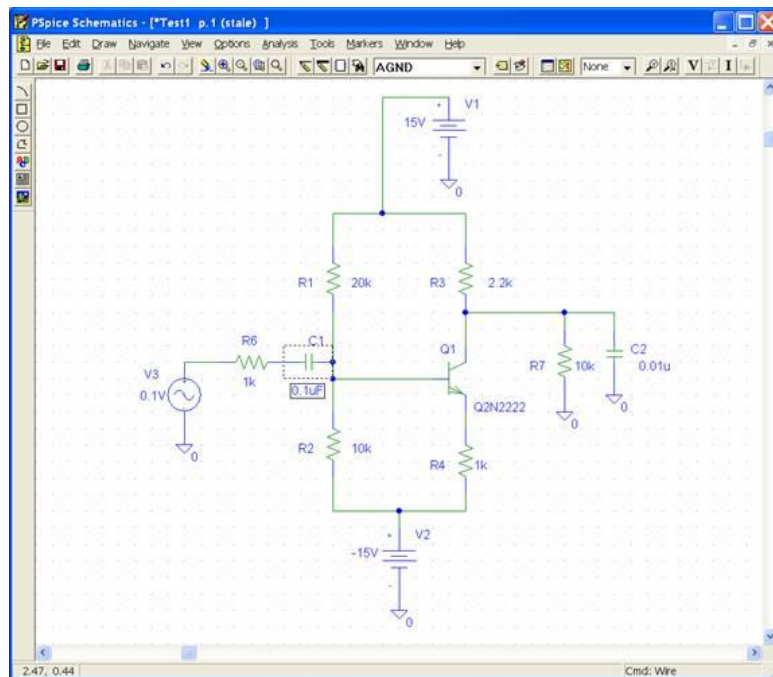 PSpice Schematics - [*Test1 p.1 (stale) ]
File Edit Draw Navigate View Options Analysis Tools Markers Window Help
AGND
None
V I
V1
15V
+
-
0
R1 20k
R3 2.2k
R6
1k
C1
0.1uF
V3
0.1V
0
Q1
Q2N2222
R7 10k
0
C2
0.01u
0
R2 10k
R4 1k
V2
+
-15V
-
0
2.47, 0.44
Cmd: Wire